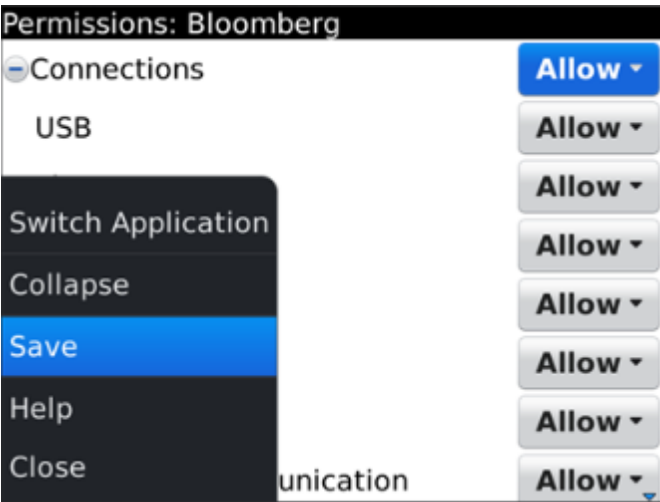 Permissions: Bloomberg
Connections Allow
USB Allow
Allow
Switch Application
Allow
Collapse
Allow
Save
Allow
Help
Allow
Close
unication Allow